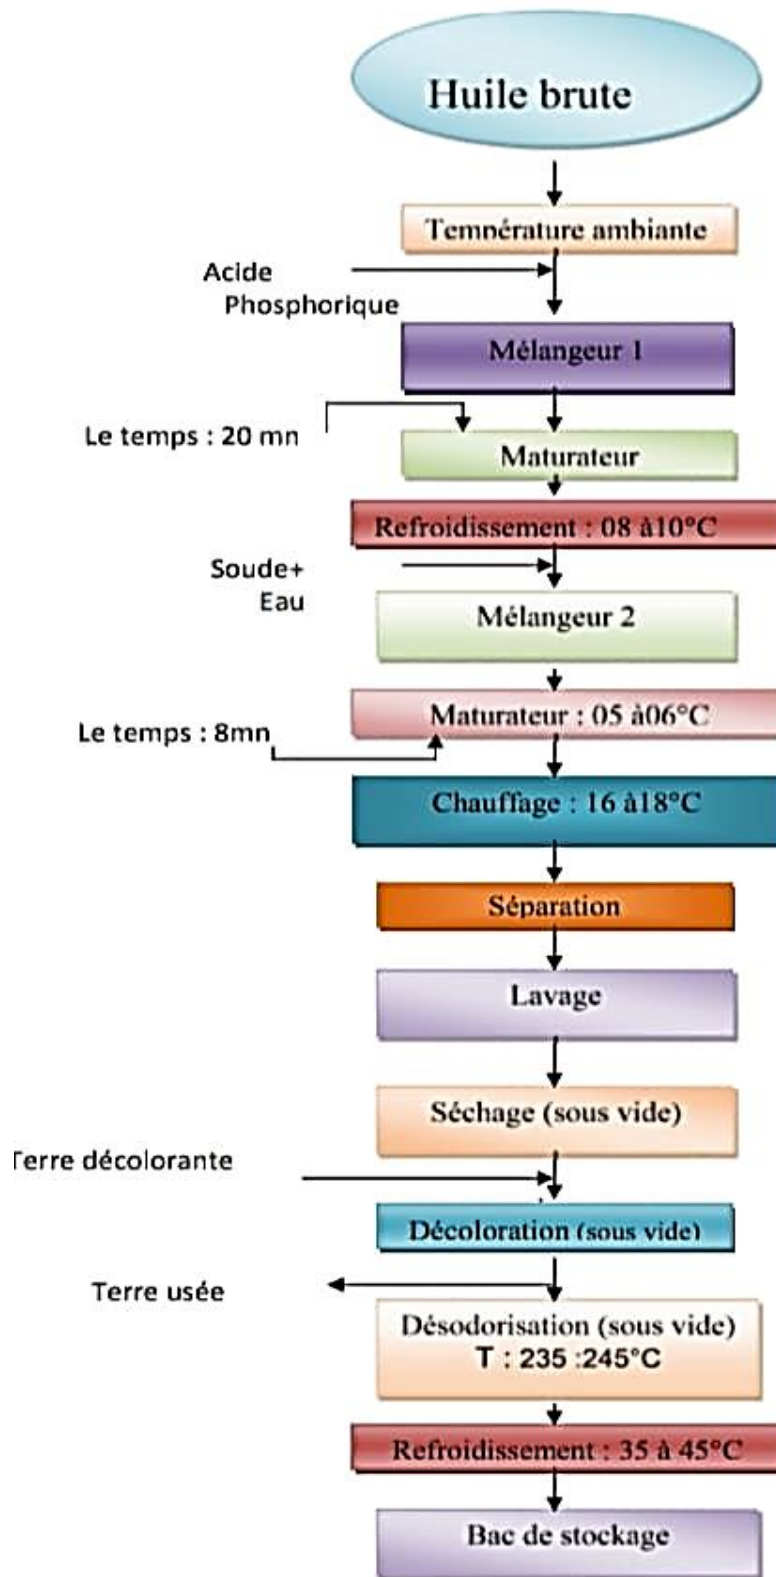 Huile brute
Temnérature ambiante
Acide
Phosphorique
Mélangeur 1
Le temps : 20 mn
Maturateur
Refroidissement : 08 à10°C
Soude+
Eau
Mélangeur 2
Maturateur : 05 à06°C
Le temps : 8mn
Chauffage : 16 à18°C
Séparation
Lavage
Séchage (sous vide)
Terre décolorante
Décoloration (sous vide)
Terre usée
Désodorisation (sous vide)
T : 235 :245°C
Refroidissement : 35 à 45°C
Bac de stockage